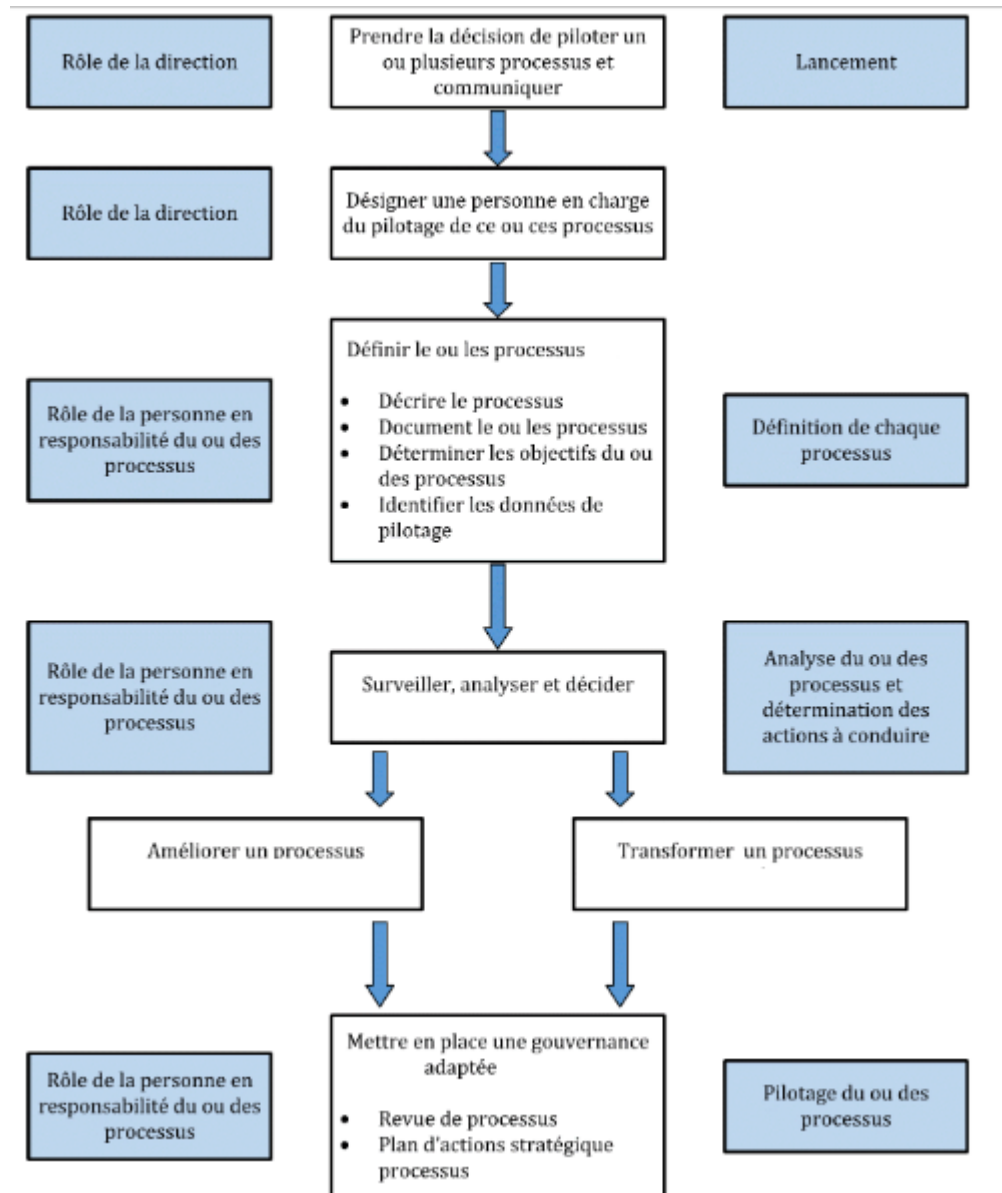 Rôle de la direction
Prendre la décision de piloter un
ou plusieurs processus et
communiquer
Lancement
Rôle de la direction
Désigner une personne en charge
du pilotage de ce ou ces processus
Rôle de la personne en
responsabilité du ou des
processus
Définir le ou les processus
• Décrire le processus
• Document le ou les processus
• Déterminer les objectifs du ou
des processus
• Identifier les données de
pilotage
Définition de chaque
processus
Rôle de la personne en
responsabilité du ou des
processus
Surveiller, analyser et décider
Analyse du ou des
processus et
détermination des
actions à conduire
Améliorer un processus
Transformer un processus
Rôle de la personne en
responsabilité du ou des
processus
Mettre en place une gouvernance
adaptée
• Revue de processus
• Plan d'actions stratégique
processus
Pilotage du ou des
processus